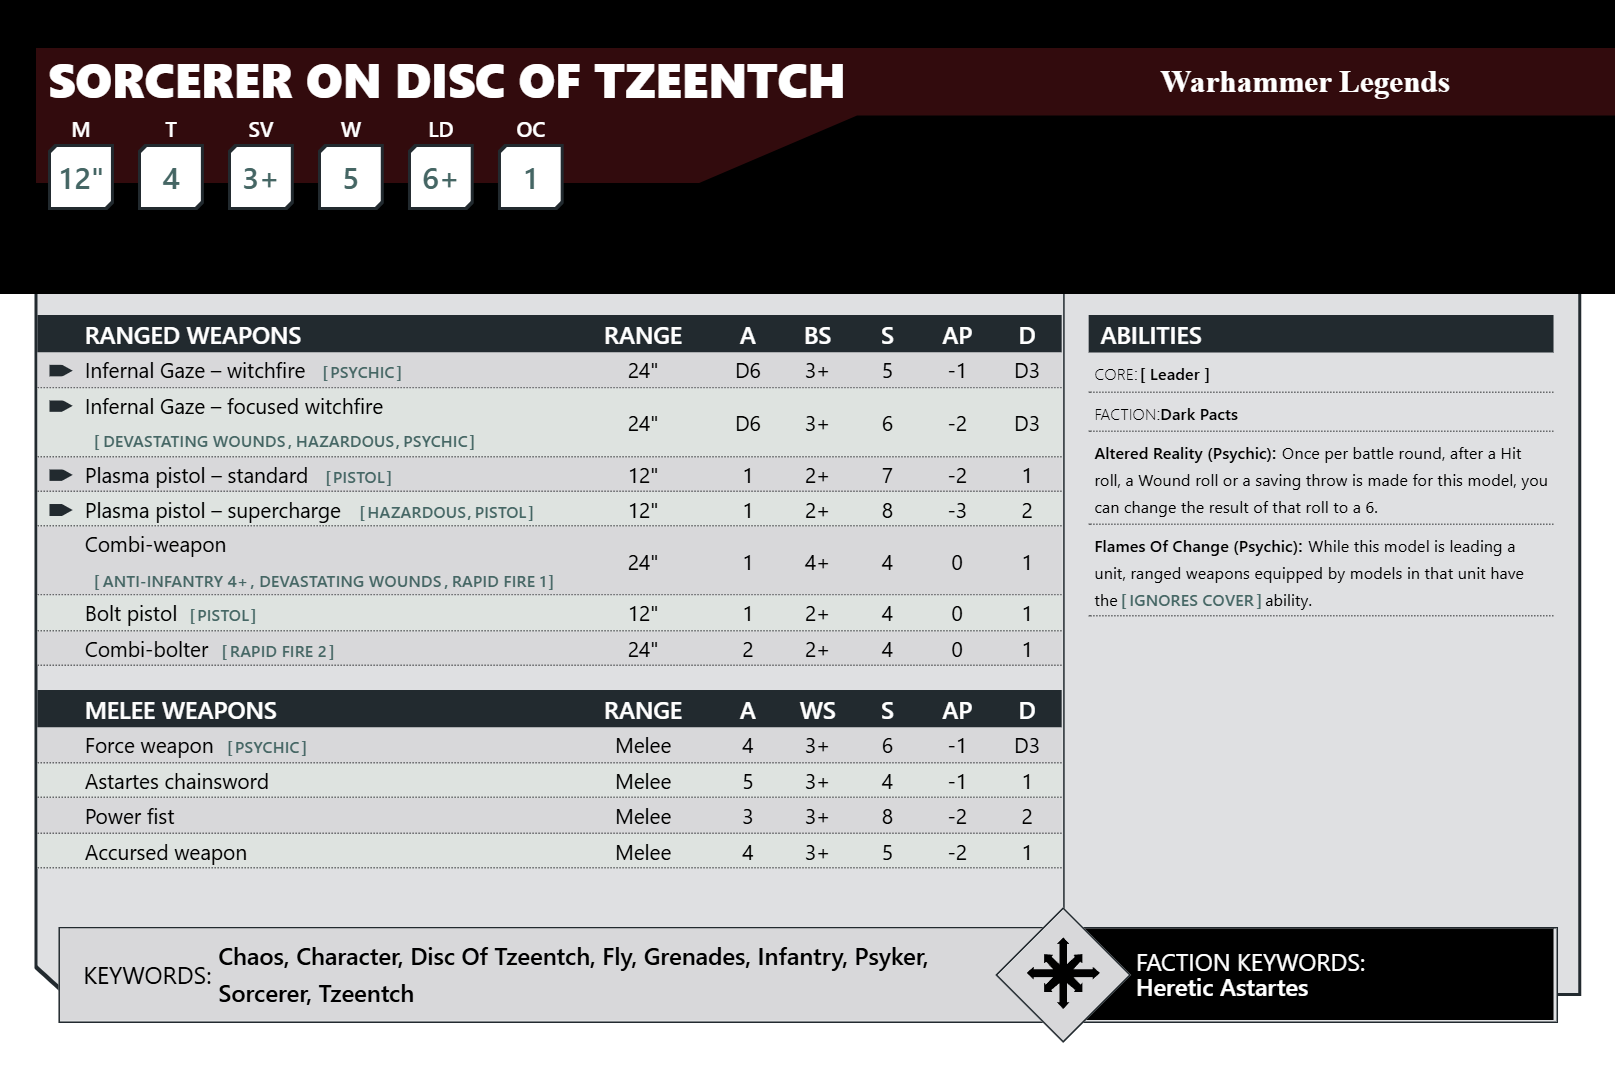 SORCERER ON DISC OF TZEENTCH
Warhammer Legends
M T SV W LD OC
12" 4 3+ 5 6+ 1
RANGED WEAPONS RANGE A BS S AP D
Infernal Gaze – witchfire [PSYCHIC] 24" D6 3+ 5 -1 D3
Infernal Gaze – focused witchfire
[DEVASTATING WOUNDS, HAZARDOUS, PSYCHIC] 24" D6 3+ 6 -2 D3
Plasma pistol – standard [PISTOL] 12" 1 2+ 7 -2 1
Plasma pistol – supercharge [HAZARDOUS, PISTOL] 12" 1 2+ 8 -3 2
Combi-weapon
[ANTI-INFANTRY 4+, DEVASTATING WOUNDS, RAPID FIRE 1] 24" 1 4+ 4 0 1
Bolt pistol [PISTOL] 12" 1 2+ 4 0 1
Combi-bolter [RAPID FIRE 2] 24" 2 2+ 4 0 1
MELEE WEAPONS RANGE A WS S AP D
Force weapon [PSYCHIC] Melee 4 3+ 6 -1 D3
Astartes chainsword Melee 5 3+ 4 -1 1
Power fist Melee 3 3+ 8 -2 2
Accursed weapon Melee 4 3+ 5 -2 1
ABILITIES
CORE: [ Leader ]
FACTION: Dark Pacts
Altered Reality (Psychic): Once per battle round, after a Hit
roll, a Wound roll or a saving throw is made for this model, you
can change the result of that roll to a 6.
Flames Of Change (Psychic): While this model is leading a
unit, ranged weapons equipped by models in that unit have
the [IGNORES COVER] ability.
KEYWORDS: Chaos, Character, Disc Of Tzeentch, Fly, Grenades, Infantry, Psyker,
Sorcerer, Tzeentch
FACTION KEYWORDS:
Heretic Astartes